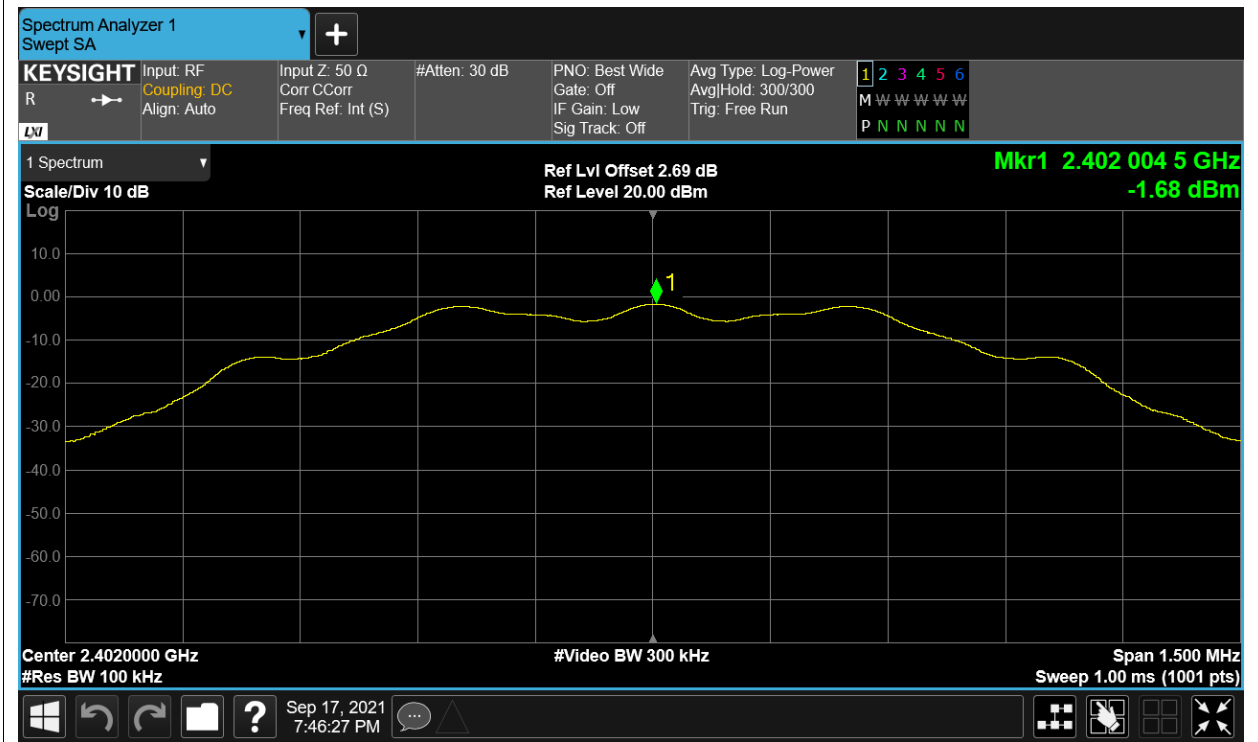 Spectrum Analyzer 1
Swept SA
KEYSIGHT
R
LXI
Input: RF
Coupling: DC
Align: Auto
Input Z: 50 Ω
Corr CCorr
Freq Ref: Int (S)
#Atten: 30 dB
PNO: Best Wide
Gate: Off
IF Gain: Low
Sig Track: Off
Avg Type: Log-Power
Avg|Hold: 300/300
Trig: Free Run
1 2 3 4 5 6
M W W W W W
P N N N N N
1 Spectrum
Scale/Div 10 dB
Log
Ref Lvl Offset 2.69 dB
Ref Level 20.00 dBm
Mkr1 2.402 004 5 GHz
-1.68 dBm
10.0
0.00
-10.0
-20.0
-30.0
-40.0
-50.0
-60.0
-70.0
1
Center 2.4020000 GHz
#Res BW 100 kHz
#Video BW 300 kHz
Span 1.500 MHz
Sweep 1.00 ms (1001 pts)
?
Sep 17, 2021
7:46:27 PM